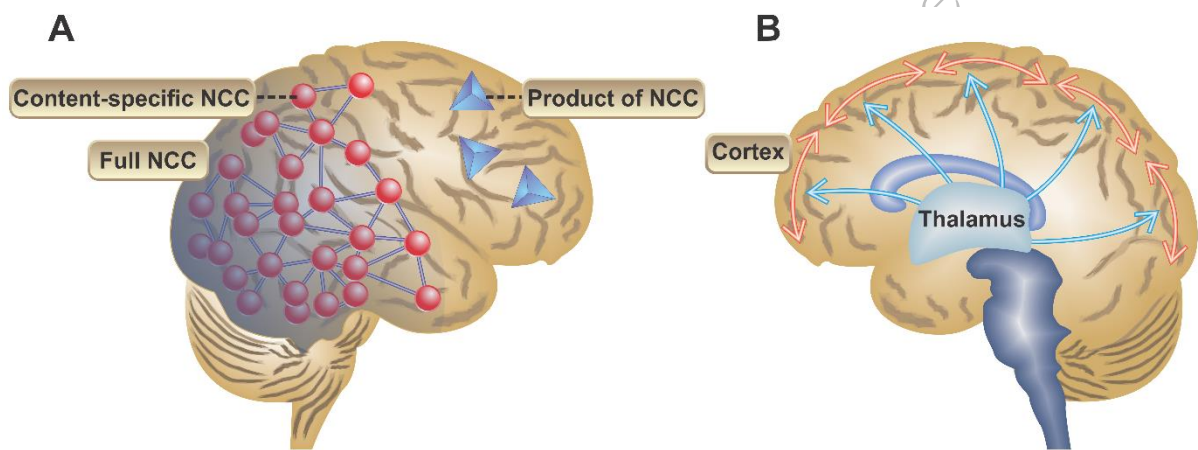 A
B
Content-specific NCC
Product of NCC
Full NCC
Cortex
Thalamus